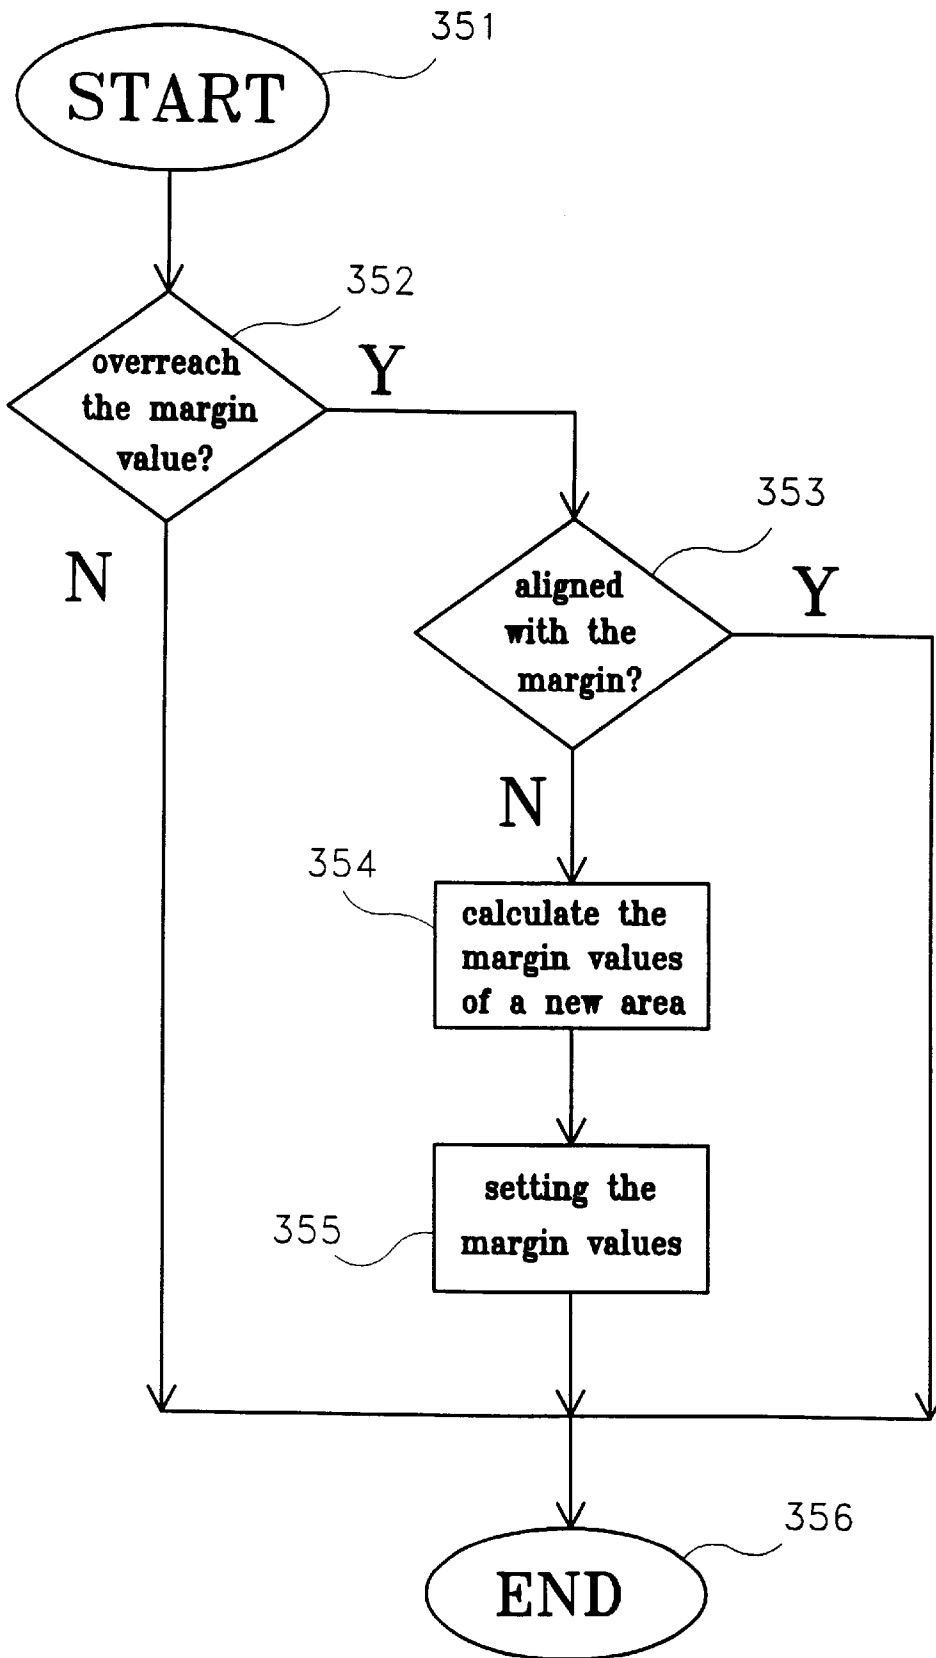 351
START
352
overreach
the margin
value?
Y
N
353
aligned
with the
margin?
Y
N
354
calculate the
margin values
of a new area
355
setting the
margin values
356
END